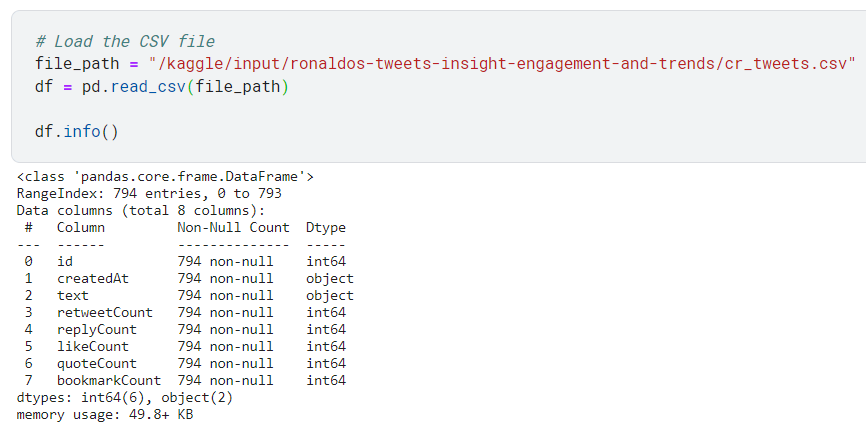 # Load the CSV file
file_path = "/kaggle/input/ronaldos-tweets-insight-engagement-and-trends/cr_tweets.csv"
df = pd.read_csv(file_path)
df.info()
<class 'pandas.core.frame.DataFrame'>
RangeIndex: 794 entries, 0 to 793
Data columns (total 8 columns):
 #   Column         Non-Null Count  Dtype
---  ------         --------------  -----
 0   id             794 non-null    int64
 1   createdAt      794 non-null    object
 2   text           794 non-null    object
 3   retweetCount   794 non-null    int64
 4   replyCount     794 non-null    int64
 5   likeCount      794 non-null    int64
 6   quoteCount     794 non-null    int64
 7   bookmarkCount  794 non-null    int64
dtypes: int64(6), object(2)
memory usage: 49.8+ KB